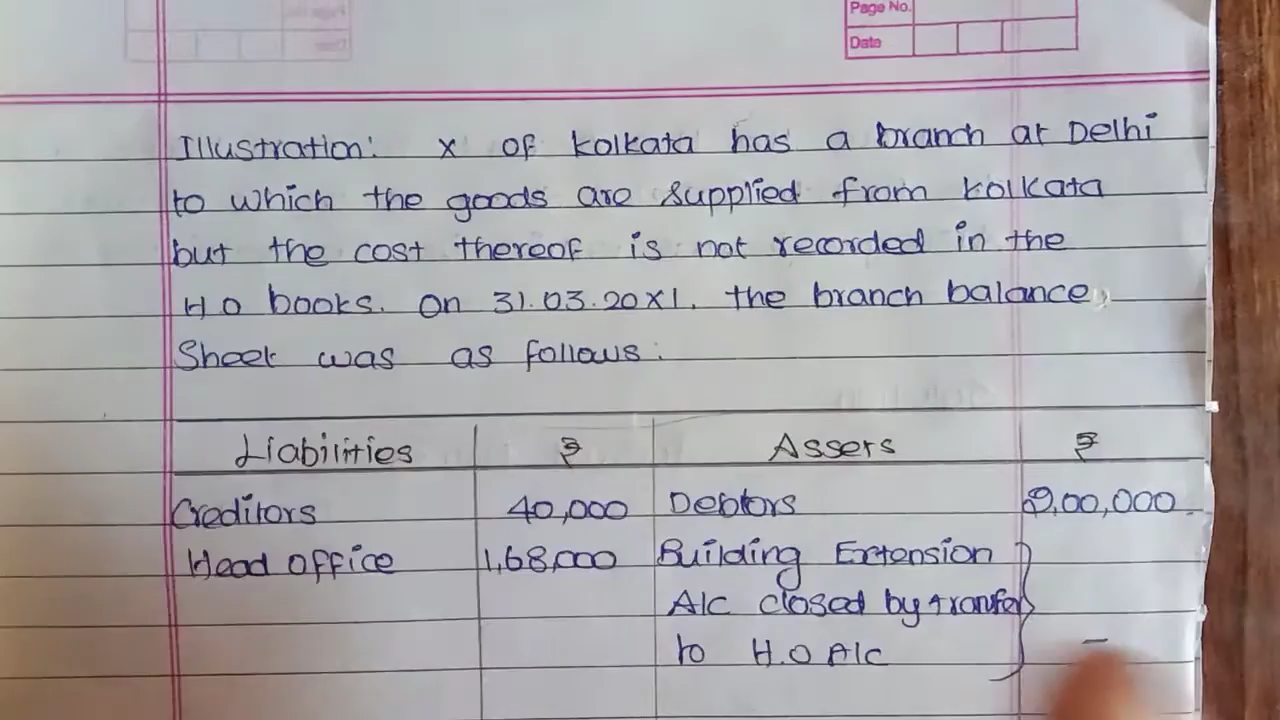 Page No.
Date
Illustration: X of Kolkata has a branch at Delhi
to which the goods are supplied from Kolkata
but the cost thereof is not recorded in the
H O books. On 31.03.20X1. the branch balance
Sheet was as follows:
Liabilities ₹ Assets ₹
Creditors 40,000 Debtors 2,00,000
Head office 1,68,000 Building Extension
A/c closed by transfer
to H.O A/c –